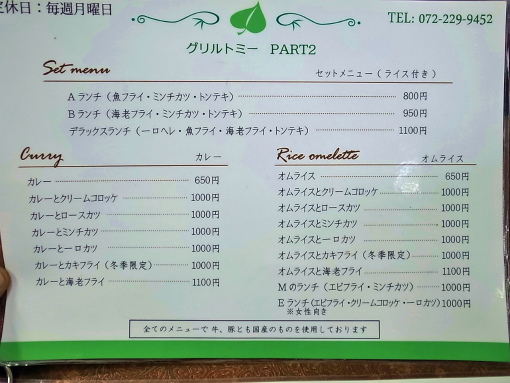 定休日：毎週月曜日
TEL: 072-229-9452
グリルトミー PART2
Set menu セットメニュー（ライス付き）
Aランチ（魚フライ・ミンチカツ・トンテキ） 800円
Bランチ（海老フライ・ミンチカツ・トンテキ） 950円
デラックスランチ（一口ヘレ・魚フライ・海老フライ・トンテキ） 1100円
Curry カレー
カレー 650円
カレーとクリームコロッケ 1000円
カレーとロースカツ 1000円
カレーとミンチカツ 1000円
カレーと一口カツ 1000円
カレーとカキフライ（冬季限定） 1000円
カレーと海老フライ 1100円
Rice omelette オムライス
オムライス 650円
オムライスとクリームコロッケ 1000円
オムライスとロースカツ 1000円
オムライスとミンチカツ 1000円
オムライスと一口カツ 1000円
オムライスとカキフライ（冬季限定） 1000円
オムライスと海老フライ 1100円
Mのランチ（エビフライ・ミンチカツ） 1000円
Eランチ（エビフライ・クリームコロッケ・一口カツ） 1000円
※女性向き
全てのメニューで 牛、豚とも国産のものを使用しております